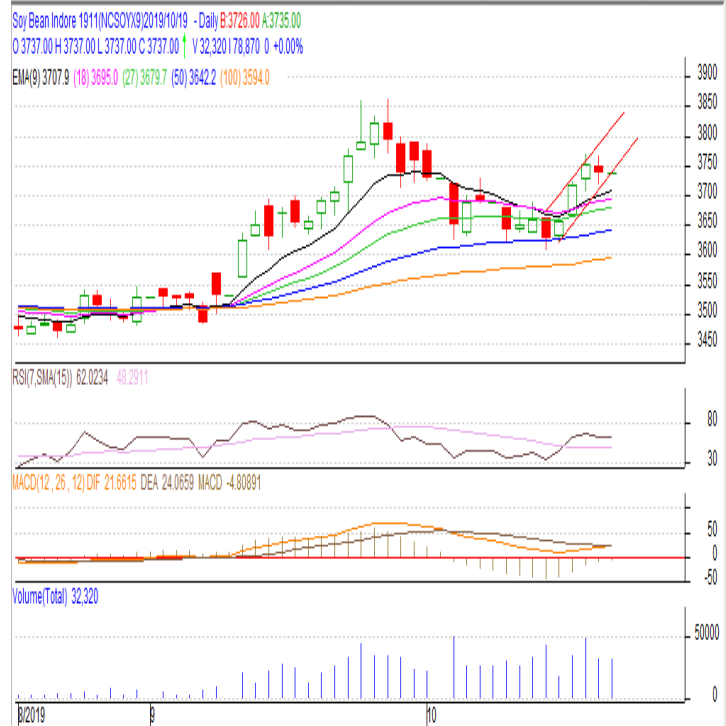 Soy Bean Indore 1911(NCSOYX9)2019/10/19 - Daily B:3726.00 A:3735.00
O 3737.00 H 3737.00 L 3737.00 C 3737.00 V 32,320 I 78,870 0 +0.00%
EMA(9) 3707.9 (18) 3695.0 (27) 3679.7 (50) 3642.2 (100) 3594.0
3900
3850
3800
3750
3700
3650
3600
3550
3500
3450
RSI(7,SMA(15)) 62.0234 48.2911
80
30
MACD(12 , 26 , 12) DIF 21.6615 DEA 24.0659 MACD -4.80891
50
0
-50
Volume(Total) 32,320
50000
0
8/2019 9 10